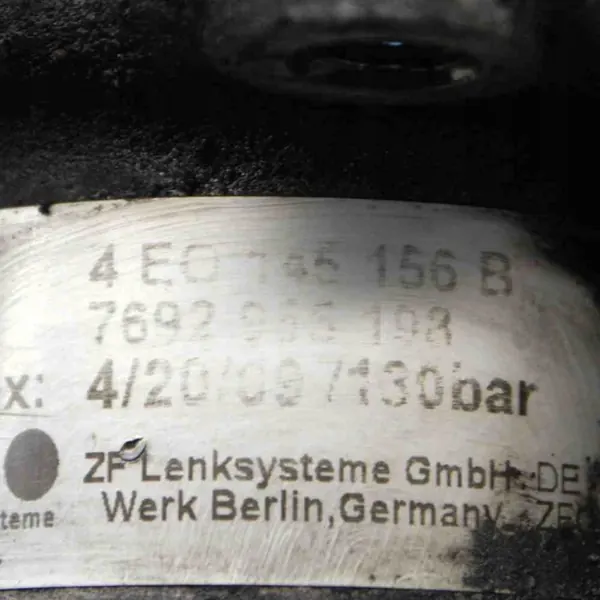 4 E0 145 156 B
7692 955 198
x: 4/20/09 /130bar
ZF Lenksysteme GmbH DE
teme Werk Berlin,Germany